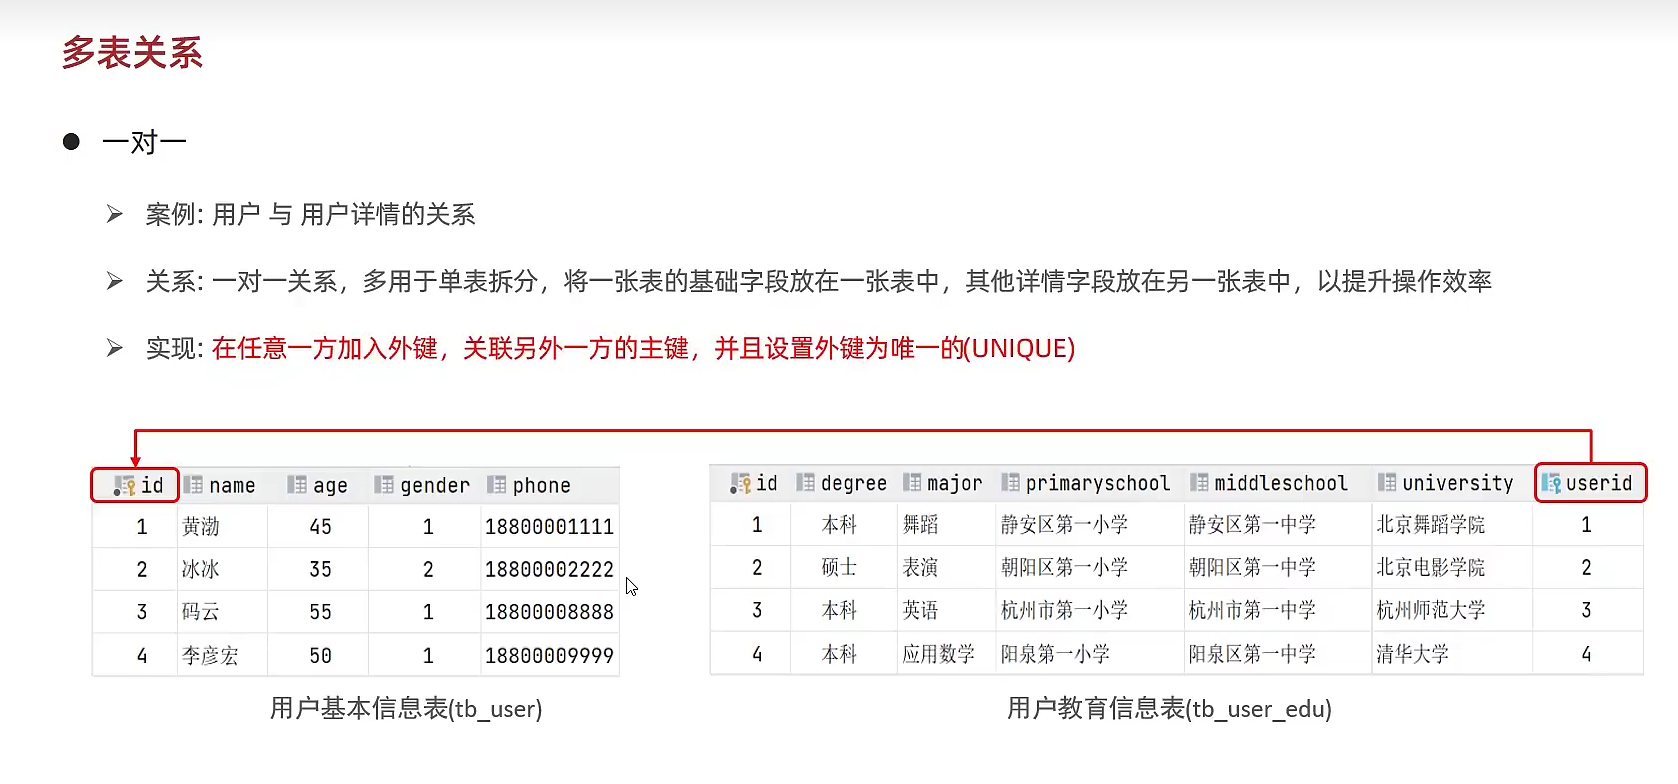 多表关系
一对一
案例: 用户 与 用户详情的关系
关系: 一对一关系，多用于单表拆分，将一张表的基础字段放在一张表中，其他详情字段放在另一张表中，以提升操作效率
实现: 在任意一方加入外键，关联另外一方的主键，并且设置外键为唯一的(UNIQUE)
id name age gender phone
1 黄渤 45 1 18800001111
2 冰冰 35 2 18800002222
3 码云 55 1 18800008888
4 李彦宏 50 1 18800009999
用户基本信息表(tb_user)
id degree major primaryschool middleschool university userid
1 本科 舞蹈 静安区第一小学 静安区第一中学 北京舞蹈学院 1
2 硕士 表演 朝阳区第一小学 朝阳区第一中学 北京电影学院 2
3 本科 英语 杭州市第一小学 杭州市第一中学 杭州师范大学 3
4 本科 应用数学 阳泉第一小学 阳泉区第一中学 清华大学 4
用户教育信息表(tb_user_edu)